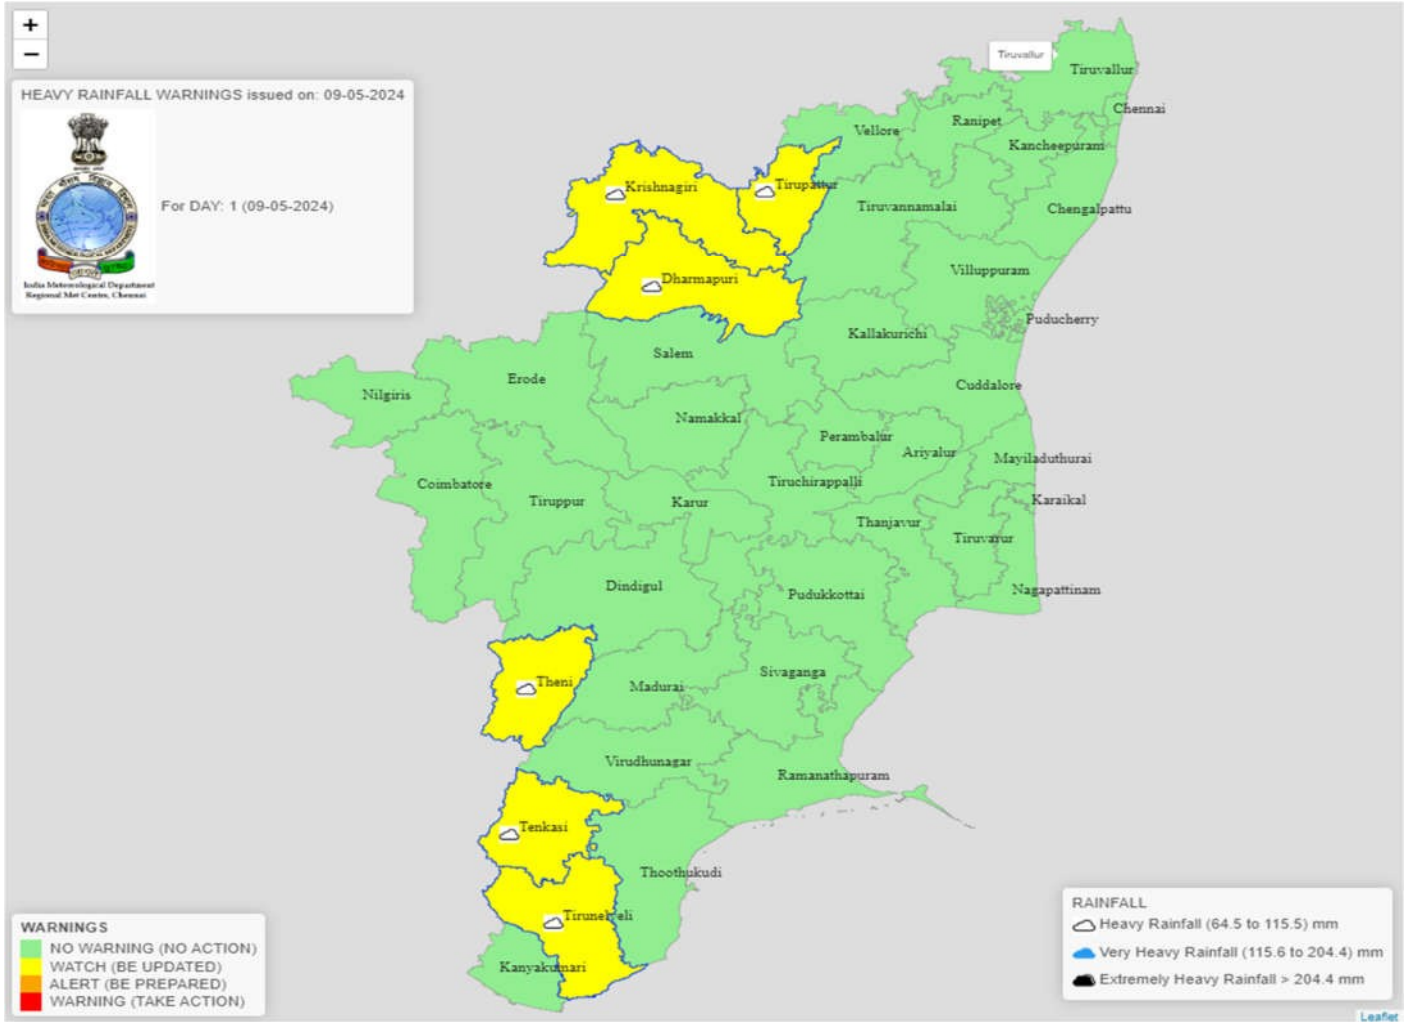 +
−
HEAVY RAINFALL WARNINGS issued on: 09-05-2024
India Meteorological Department
Regional Met Centre, Chennai
For DAY: 1 (09-05-2024)
Tiruvallur
Tiruvallur
Chennai
Ranipet
Vellore
Kancheepuram
Krishnagiri
Tirupattur
Tiruvannamalai
Chengalpattu
Villuppuram
Dharmapuri
Puducherry
Kallakurichi
Salem
Erode
Cuddalore
Nilgiris
Namakkal
Perambalur
Ariyalur
Mayiladuthurai
Coimbatore
Tiruchirappalli
Tiruppur
Karur
Karaikal
Thanjavur
Tiruvarur
Dindigul
Pudukkottai
Nagapattinam
Sivaganga
Theni
Madurai
Virudhunagar
Ramanathapuram
Tenkasi
Thoothukudi
Tirunelveli
Kanyakumari
WARNINGS
NO WARNING (NO ACTION)
WATCH (BE UPDATED)
ALERT (BE PREPARED)
WARNING (TAKE ACTION)
RAINFALL
Heavy Rainfall (64.5 to 115.5) mm
Very Heavy Rainfall (115.6 to 204.4) mm
Extremely Heavy Rainfall > 204.4 mm
Leaflet